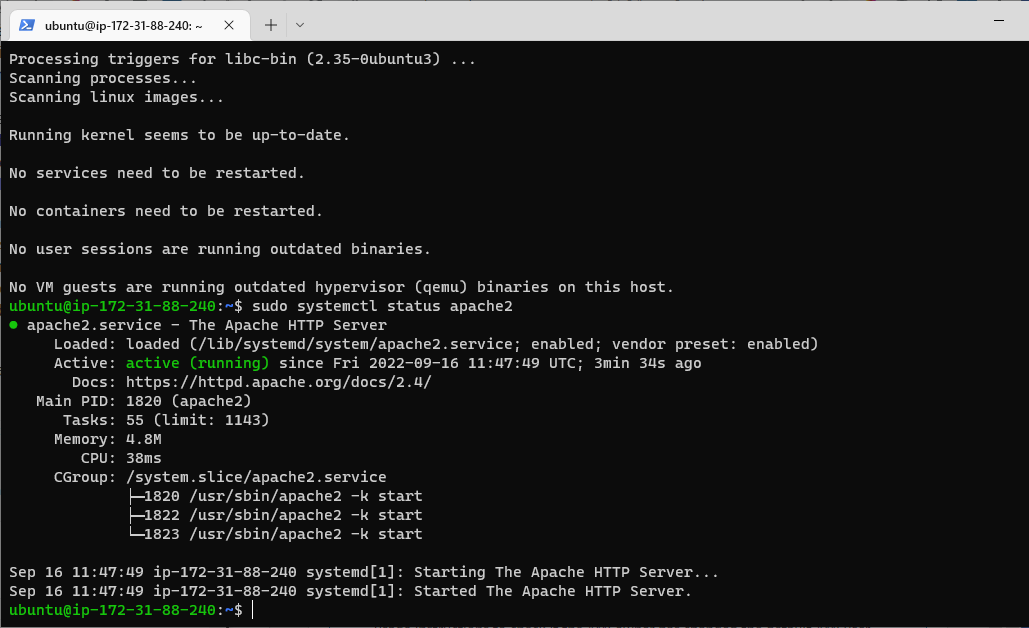 ubuntu@ip-172-31-88-240: ~
Processing triggers for libc-bin (2.35-0ubuntu3) ...
Scanning processes...
Scanning linux images...
Running kernel seems to be up-to-date.
No services need to be restarted.
No containers need to be restarted.
No user sessions are running outdated binaries.
No VM guests are running outdated hypervisor (qemu) binaries on this host.
ubuntu@ip-172-31-88-240:~$ sudo systemctl status apache2
● apache2.service - The Apache HTTP Server
Loaded: loaded (/lib/systemd/system/apache2.service; enabled; vendor preset: enabled)
Active: active (running) since Fri 2022-09-16 11:47:49 UTC; 3min 34s ago
Docs: https://httpd.apache.org/docs/2.4/
Main PID: 1820 (apache2)
Tasks: 55 (limit: 1143)
Memory: 4.8M
CPU: 38ms
CGroup: /system.slice/apache2.service
├─1820 /usr/sbin/apache2 -k start
├─1822 /usr/sbin/apache2 -k start
└─1823 /usr/sbin/apache2 -k start
Sep 16 11:47:49 ip-172-31-88-240 systemd[1]: Starting The Apache HTTP Server...
Sep 16 11:47:49 ip-172-31-88-240 systemd[1]: Started The Apache HTTP Server.
ubuntu@ip-172-31-88-240:~$